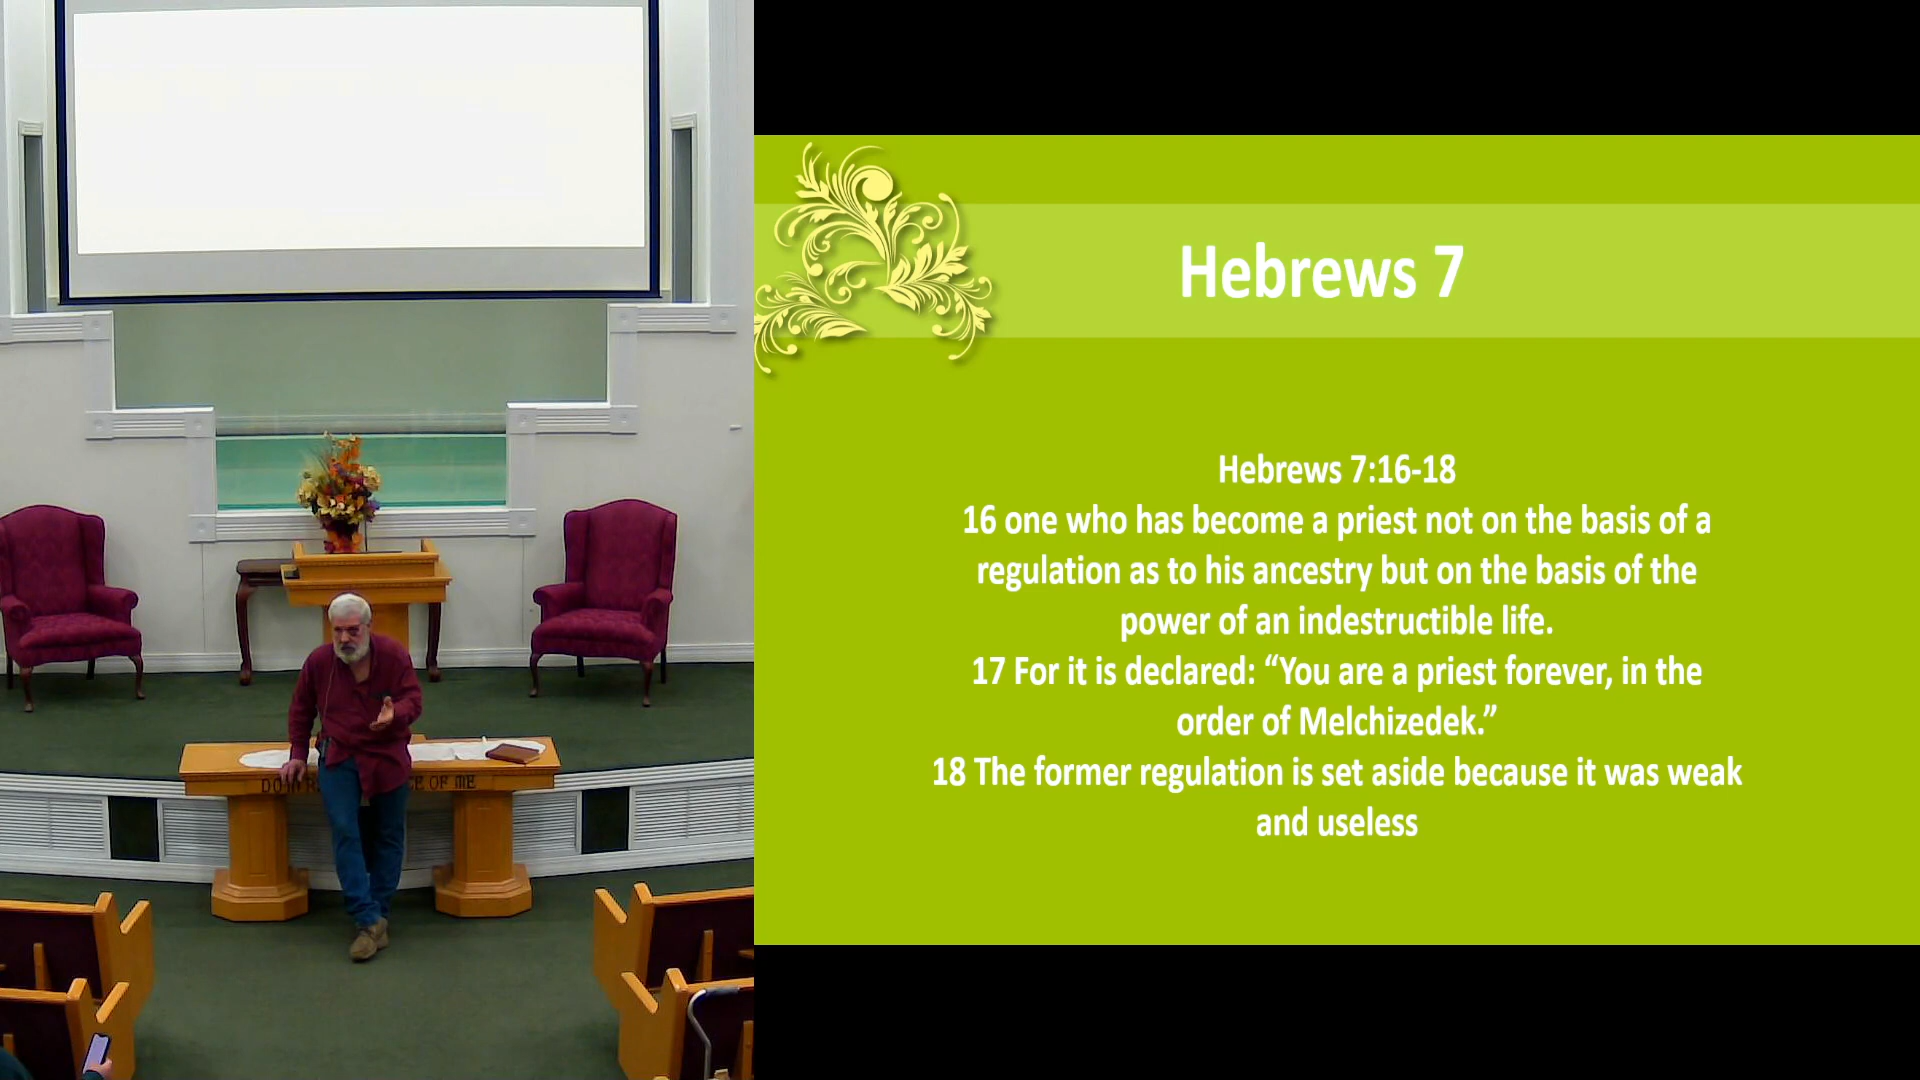 Hebrews 7
Hebrews 7:16-18
16 one who has become a priest not on the basis of a
regulation as to his ancestry but on the basis of the
power of an indestructible life.
17 For it is declared: “You are a priest forever, in the
order of Melchizedek.”
18 The former regulation is set aside because it was weak
and useless
DO OF ME